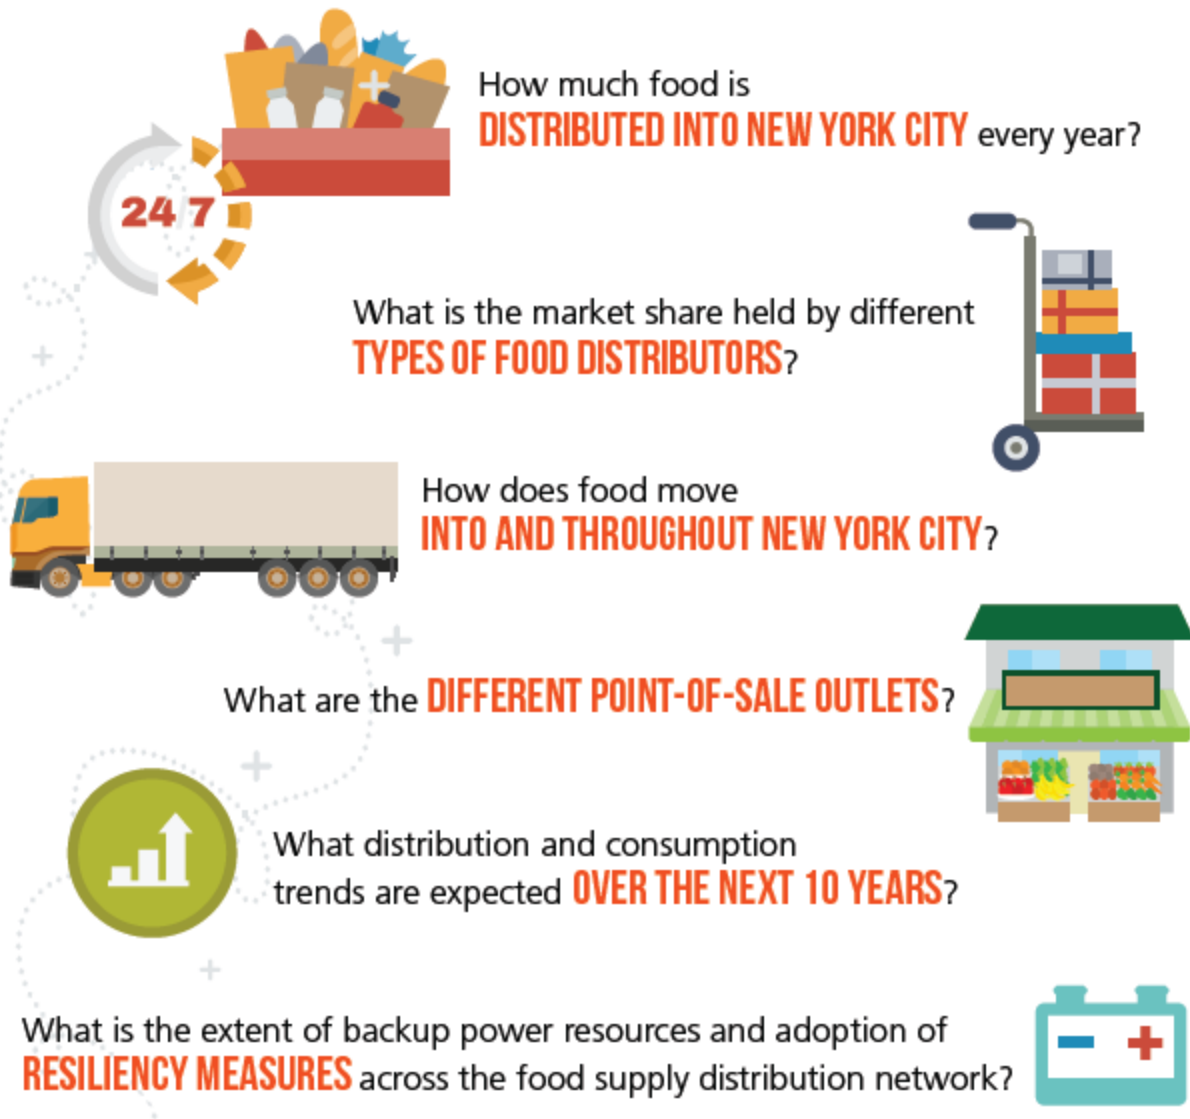 How much food is
DISTRIBUTED INTO NEW YORK CITY every year?
24/7
What is the market share held by different
TYPES OF FOOD DISTRIBUTORS?
How does food move
INTO AND THROUGHOUT NEW YORK CITY?
What are the DIFFERENT POINT-OF-SALE OUTLETS?
What distribution and consumption
trends are expected OVER THE NEXT 10 YEARS?
What is the extent of backup power resources and adoption of
RESILIENCY MEASURES across the food supply distribution network?